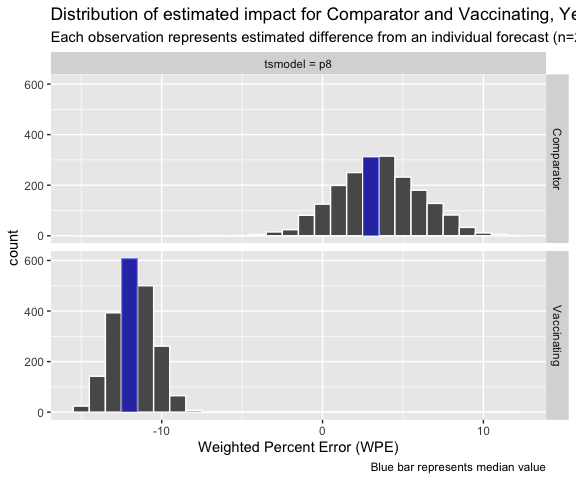 Distribution of estimated impact for Comparator and Vaccinating,
Each observation represents estimated difference from an individual forecast
tsmodel = p8
600
400
200
0
Comparator
600
400
200
0
Vaccinating
count
-10
0
10
Weighted Percent Error (WPE)
Blue bar represents median value